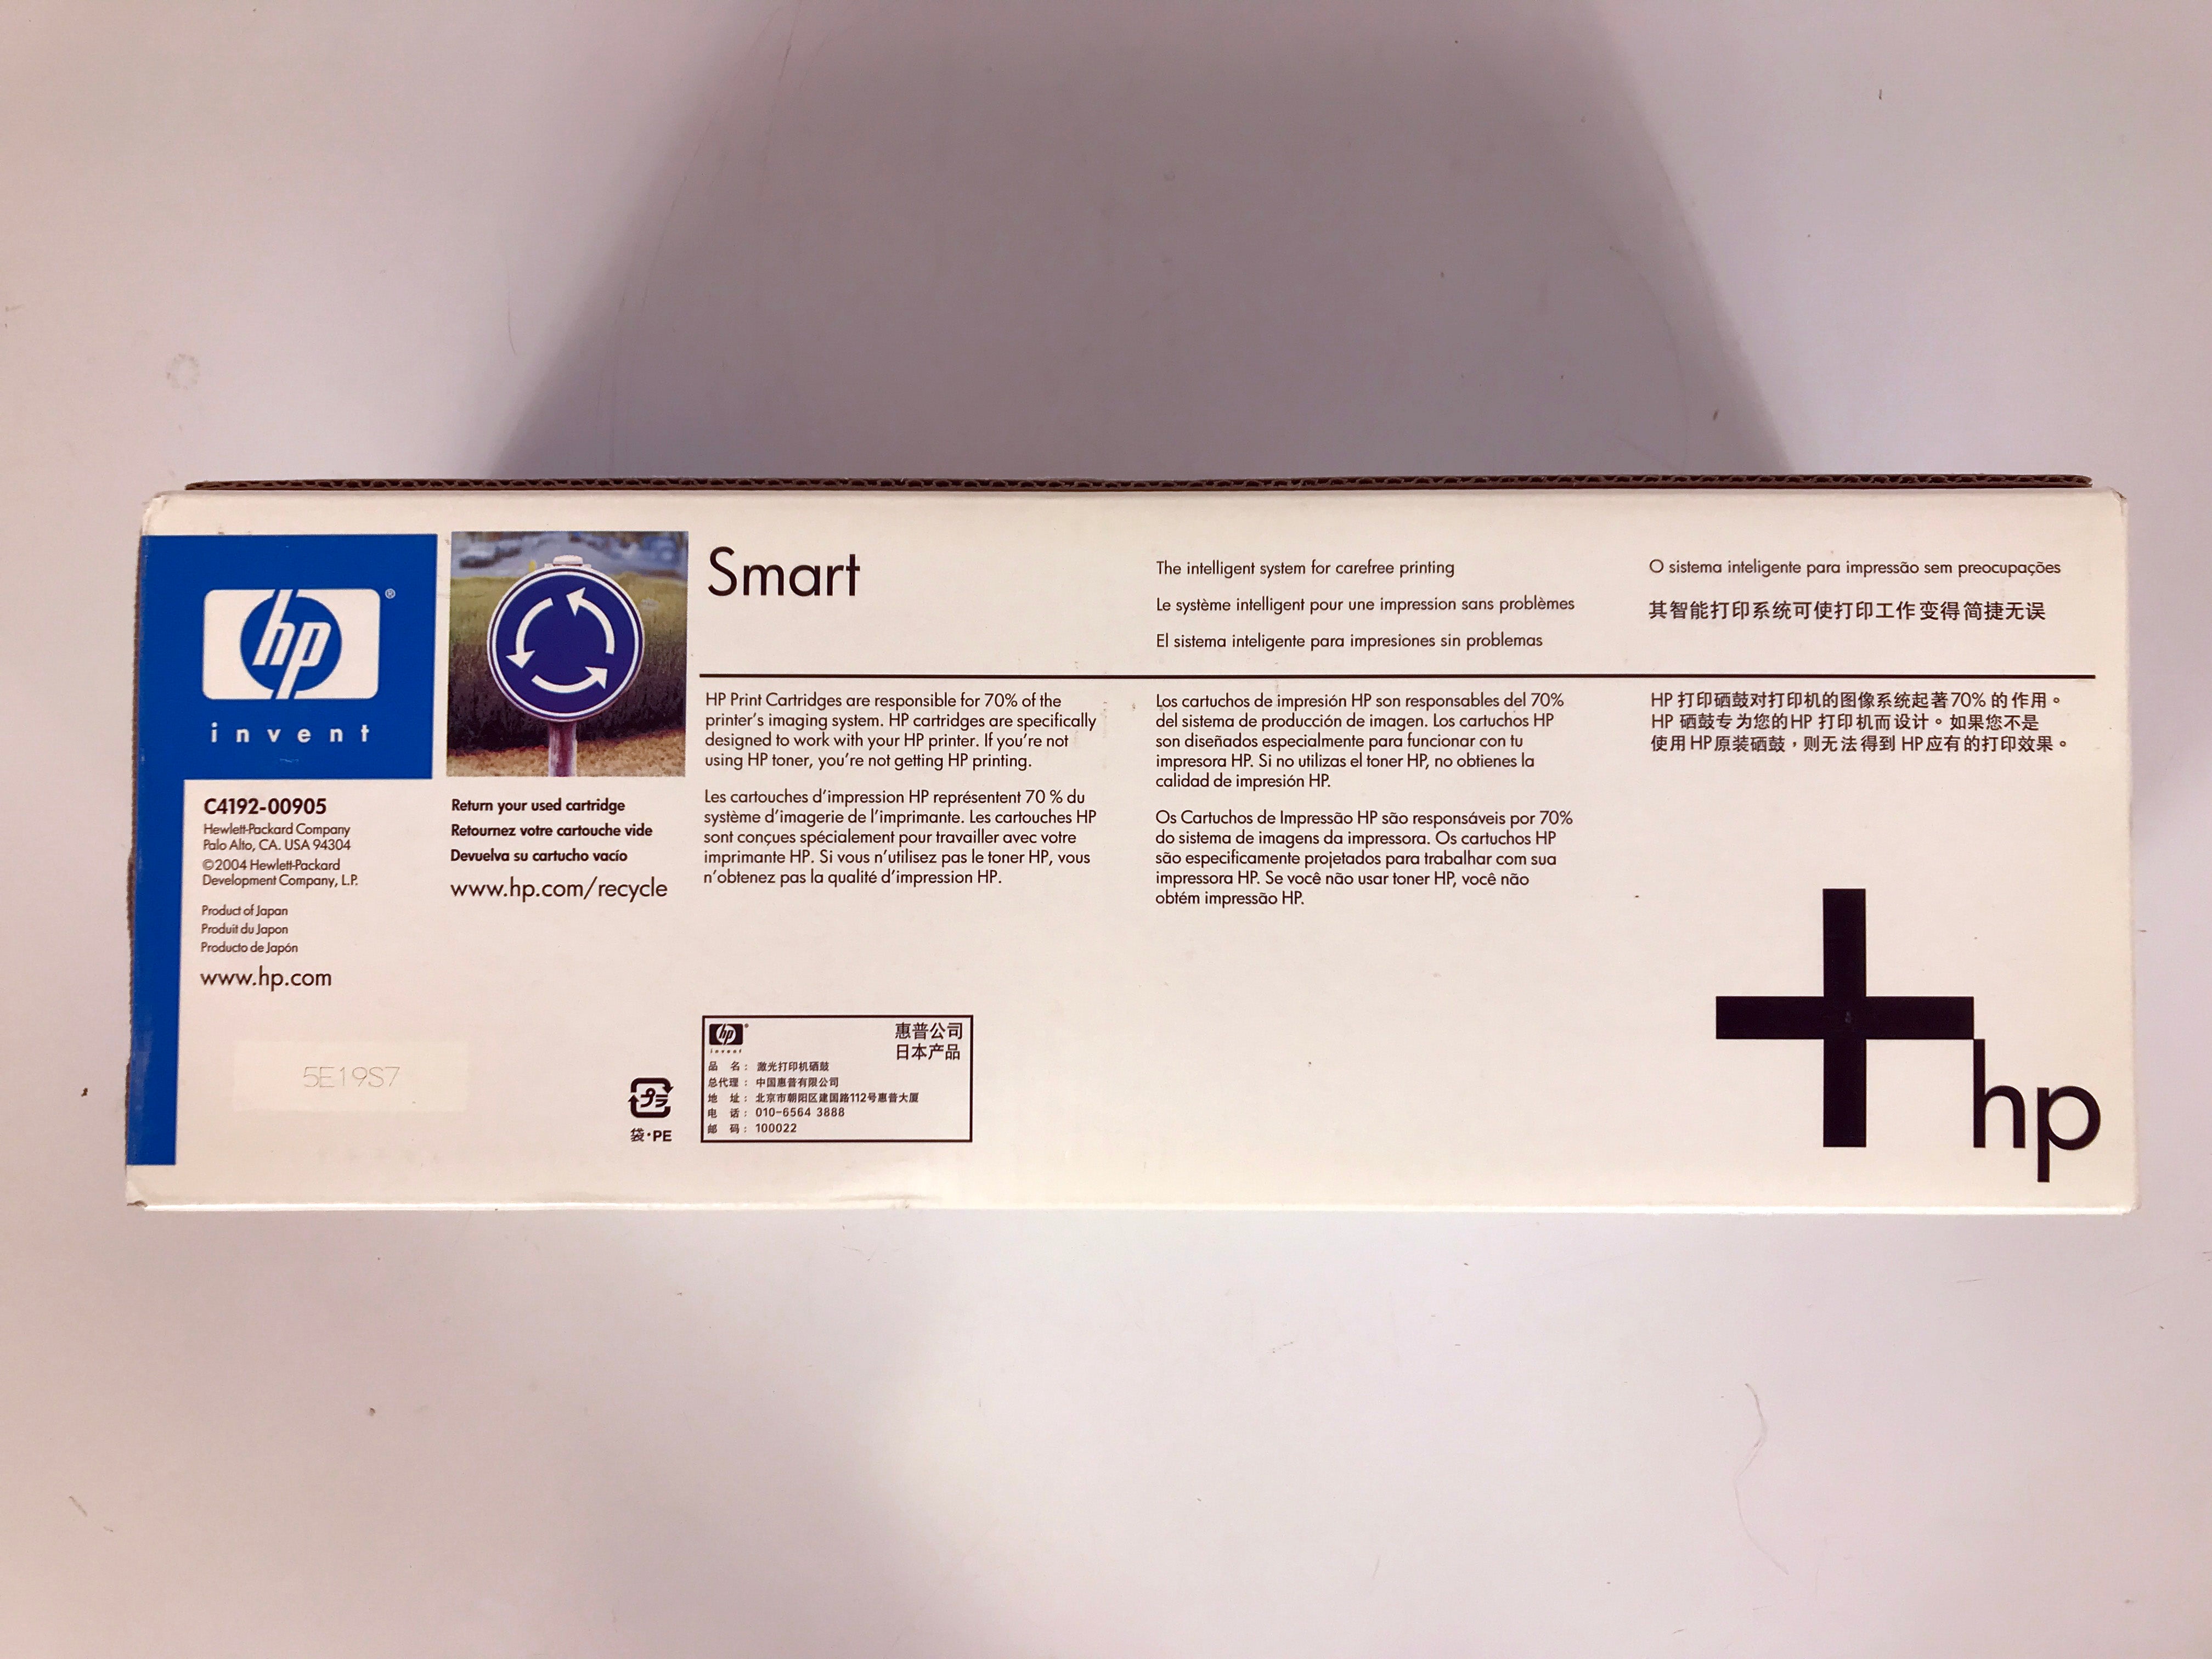 hp®
invent
C4192-00905
Hewlett-Packard Company
Palo Alto, CA. USA 94304
©2004 Hewlett-Packard
Development Company, L.P.
Product of Japan
Produit du Japon
Producto de Japón
www.hp.com
5E19S7
Return your used cartridge
Retournez votre cartouche vide
Devuelva su cartucho vacío
www.hp.com/recycle
Smart
The intelligent system for carefree printing
Le système intelligent pour une impression sans problèmes
El sistema inteligente para impresiones sin problemas
O sistema inteligente para impressão sem preocupações
其智能打印系统可使打印工作变得简捷无误
HP Print Cartridges are responsible for 70% of the
printer's imaging system. HP cartridges are specifically
designed to work with your HP printer. If you're not
using HP toner, you're not getting HP printing.
Les cartouches d'impression HP représentent 70 % du
système d'imagerie de l'imprimante. Les cartouches HP
sont conçues spécialement pour travailler avec votre
imprimante HP. Si vous n'utilisez pas le toner HP, vous
n'obtenez pas la qualité d'impression HP.
Los cartuchos de impresión HP son responsables del 70%
del sistema de producción de imagen. Los cartuchos HP
son diseñados especialmente para funcionar con tu
impresora HP. Si no utilizas el toner HP, no obtienes la
calidad de impresión HP.
Os Cartuchos de Impressão HP são responsáveis por 70%
do sistema de imagens da impressora. Os cartuchos HP
são especificamente projetados para trabalhar com sua
impressora HP. Se você não usar toner HP, você não
obtém impressão HP.
HP 打印硒鼓对打印机的图像系统起著70% 的作用。
HP 硒鼓专为您的HP 打印机而设计。如果您不是
使用HP原装硒鼓，则无法得到HP应有的打印效果。
プラ
袋・PE
hp®
invent
惠普公司
日本产品
品 名： 激光打印机硒鼓
总代理： 中国惠普有限公司
地 址： 北京市朝阳区建国路112号惠普大厦
电 话： 010-6564 3888
邮 码： 100022
+hp